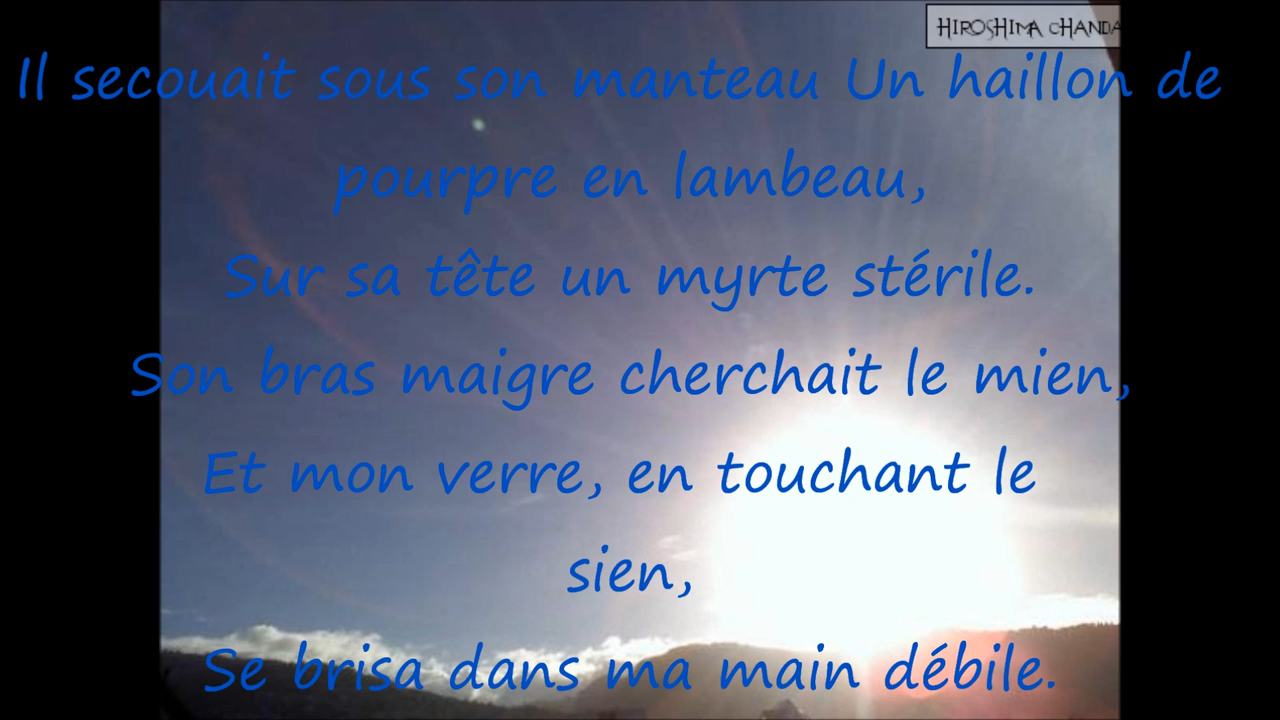 HIROSHIMA CHANDA
Il secouait sous son manteau Un haillon de
pourpre en lambeau,
Sur sa tête un myrte stérile.
Son bras maigre cherchait le mien,
Et mon verre, en touchant le
sien,
Se brisa dans ma main débile.